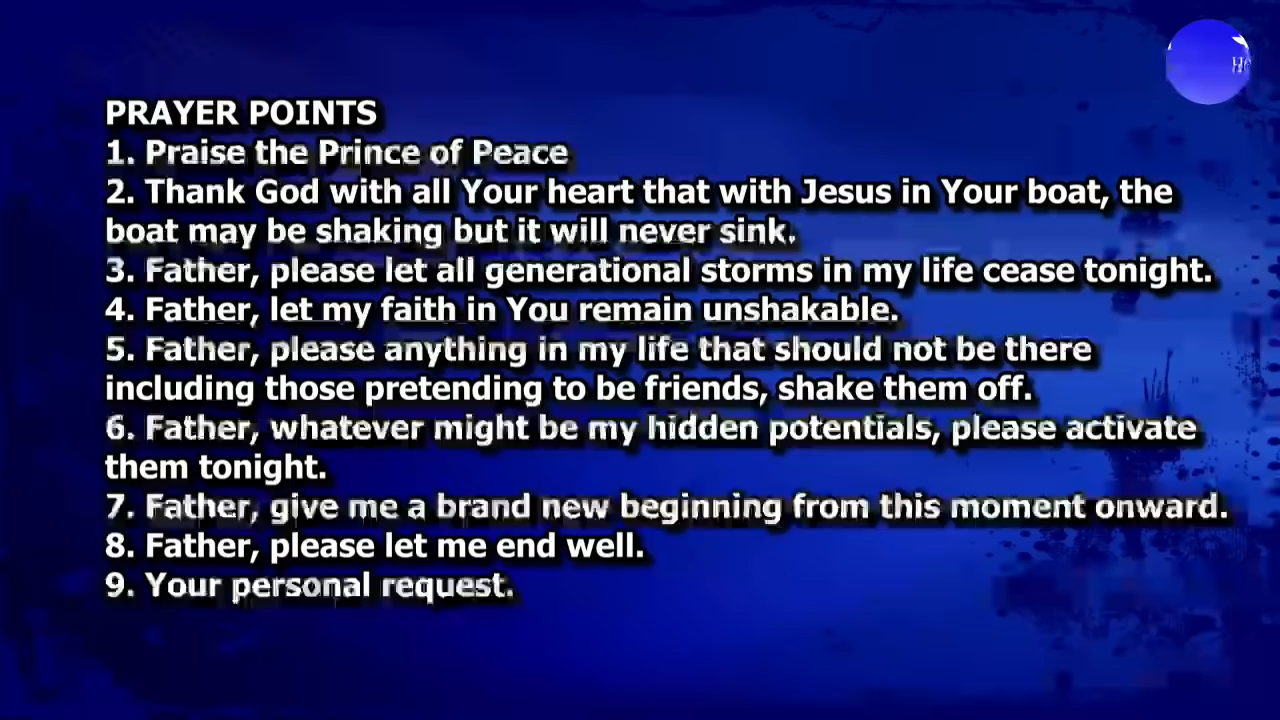 PRAYER POINTS
1. Praise the Prince of Peace
2. Thank God with all Your heart that with Jesus in Your boat, the
boat may be shaking but it will never sink.
3. Father, please let all generational storms in my life cease tonight.
4. Father, let my faith in You remain unshakable.
5. Father, please anything in my life that should not be there
including those pretending to be friends, shake them off.
6. Father, whatever might be my hidden potentials, please activate
them tonight.
7. Father, give me a brand new beginning from this moment onward.
8. Father, please let me end well.
9. Your personal request.